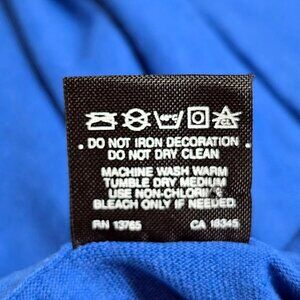 DO NOT IRON DECORATION
DO NOT DRY CLEAN
MACHINE WASH WARM
TUMBLE DRY MEDIUM
USE NON-CHLORINE
BLEACH ONLY IF NEEDED.
RN 13765 CA 18345